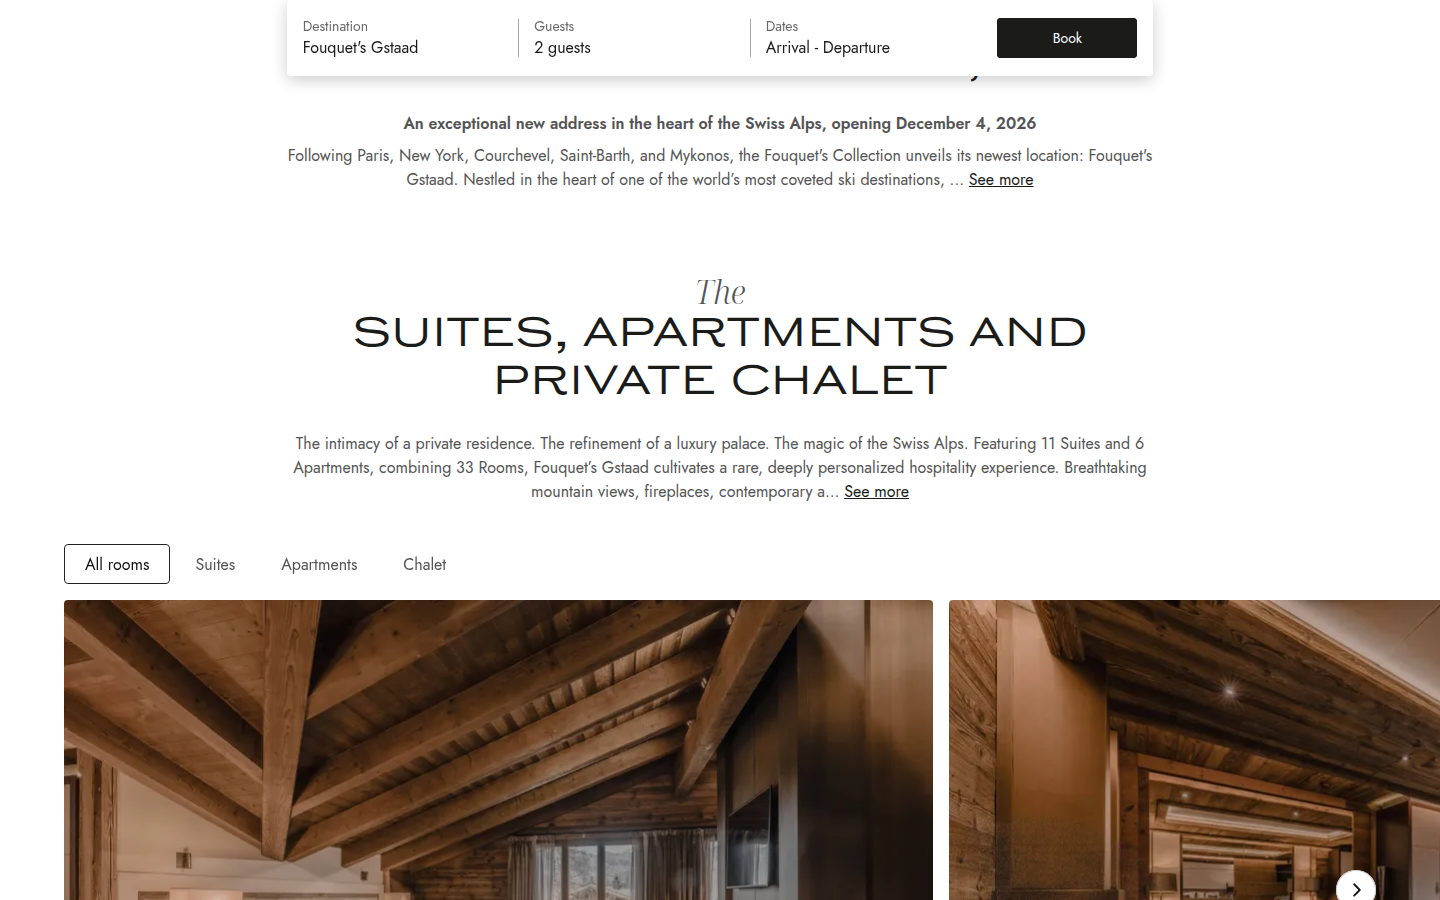 Destination
Fouquet's Gstaad
Guests
2 guests
Dates
Arrival - Departure
Book
An exceptional new address in the heart of the Swiss Alps, opening December 4, 2026
Following Paris, New York, Courchevel, Saint-Barth, and Mykonos, the Fouquet's Collection unveils its newest location: Fouquet's
Gstaad. Nestled in the heart of one of the world’s most coveted ski destinations, ... See more
The
SUITES, APARTMENTS AND
PRIVATE CHALET
The intimacy of a private residence. The refinement of a luxury palace. The magic of the Swiss Alps. Featuring 11 Suites and 6
Apartments, combining 33 Rooms, Fouquet’s Gstaad cultivates a rare, deeply personalized hospitality experience. Breathtaking
mountain views, fireplaces, contemporary a... See more
All rooms
Suites
Apartments
Chalet